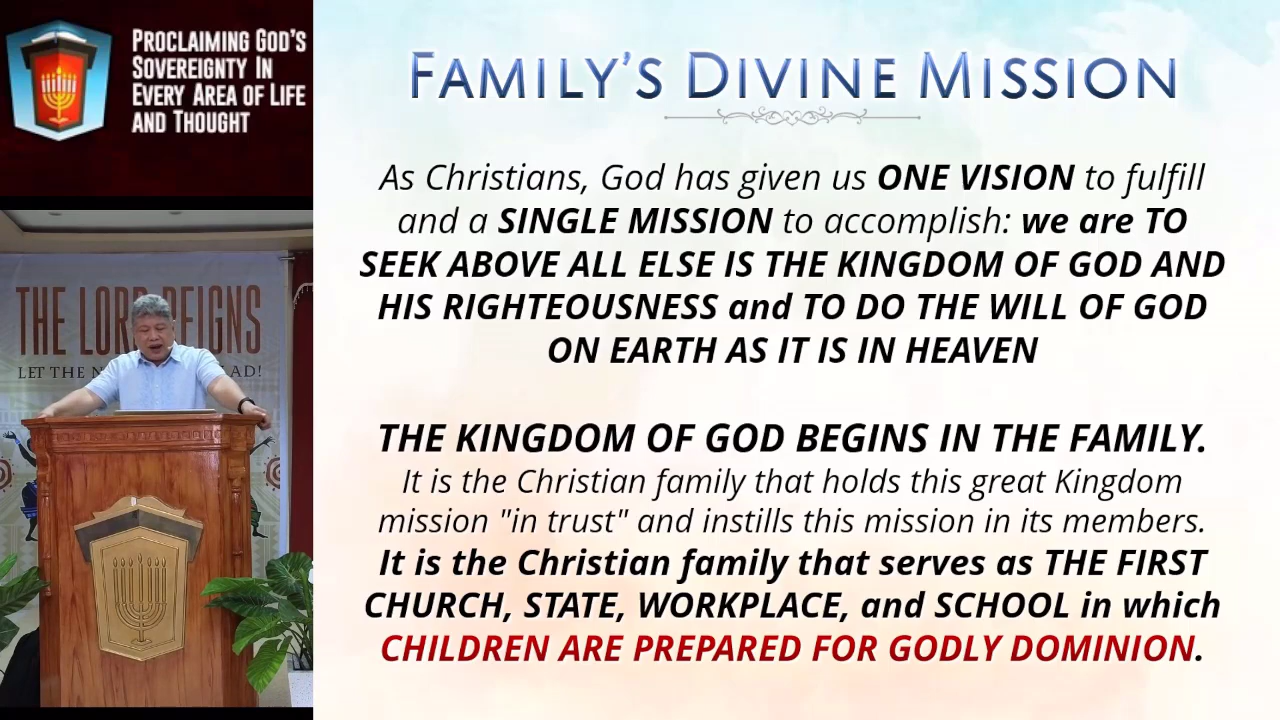 PROCLAIMING GOD'S
SOVEREIGNTY IN
EVERY AREA OF LIFE
AND THOUGHT
THE LORD REIGNS
LET THE N AD!
FAMILY'S DIVINE MISSION
As Christians, God has given us ONE VISION to fulfill
and a SINGLE MISSION to accomplish: we are TO
SEEK ABOVE ALL ELSE IS THE KINGDOM OF GOD AND
HIS RIGHTEOUSNESS and TO DO THE WILL OF GOD
ON EARTH AS IT IS IN HEAVEN
THE KINGDOM OF GOD BEGINS IN THE FAMILY.
It is the Christian family that holds this great Kingdom
mission "in trust" and instills this mission in its members.
It is the Christian family that serves as THE FIRST
CHURCH, STATE, WORKPLACE, and SCHOOL in which
CHILDREN ARE PREPARED FOR GODLY DOMINION.